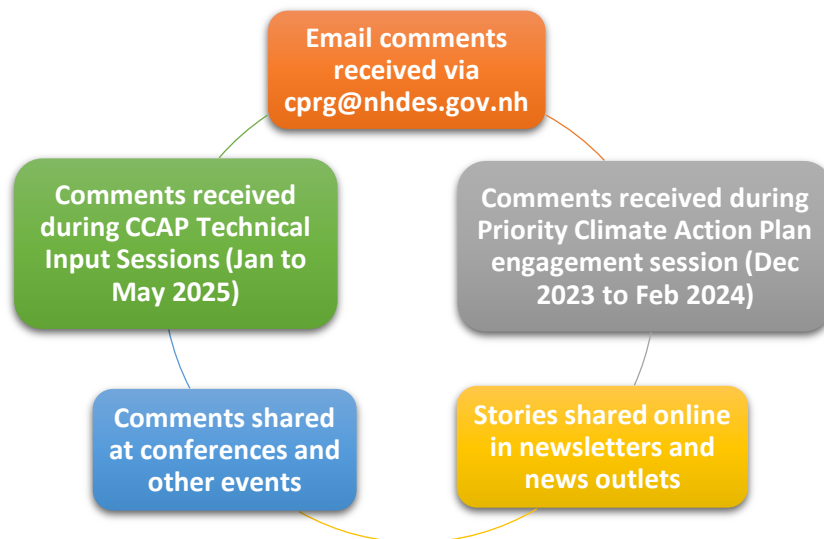 Email comments
received via
cprg@nhdes.gov.nh
Comments received
during CCAP Technical
Input Sessions (Jan to
May 2025)
Comments received during
Priority Climate Action Plan
engagement session (Dec
2023 to Feb 2024)
Comments shared
at conferences and
other events
Stories shared online
in newsletters and
news outlets